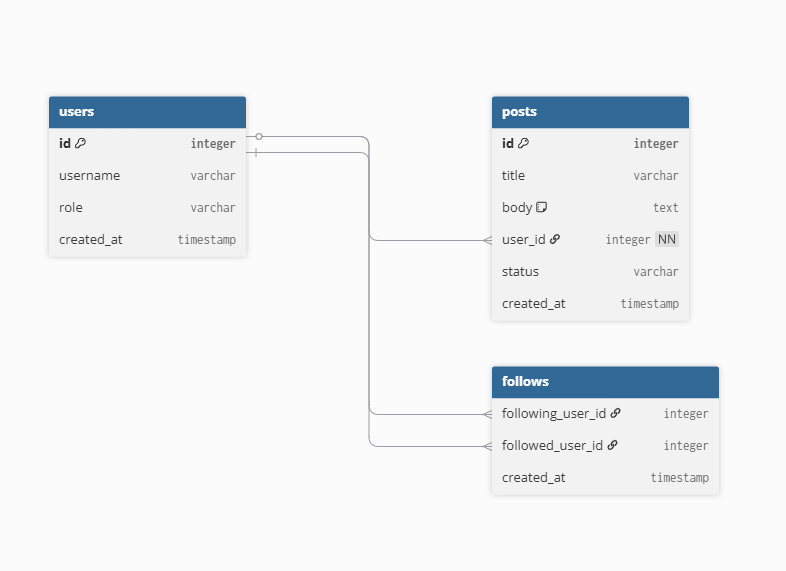 users
id integer
username varchar
role varchar
created_at timestamp
posts
id integer
title varchar
body text
user_id integer NN
status varchar
created_at timestamp
follows
following_user_id integer
followed_user_id integer
created_at timestamp